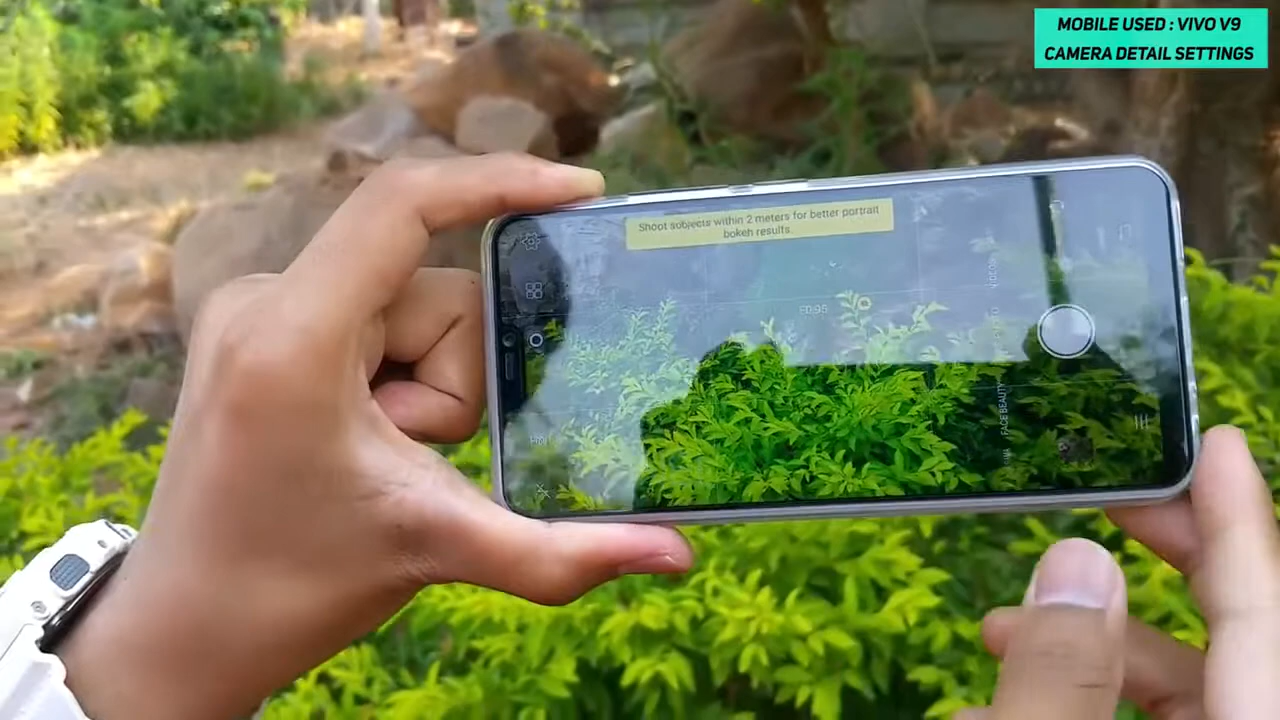 MOBILE USED : VIVO V9
CAMERA DETAIL SETTINGS
Shoot subjects within 2 meters for better portrait
bokeh results.
F0.95
FACE BEAUTY